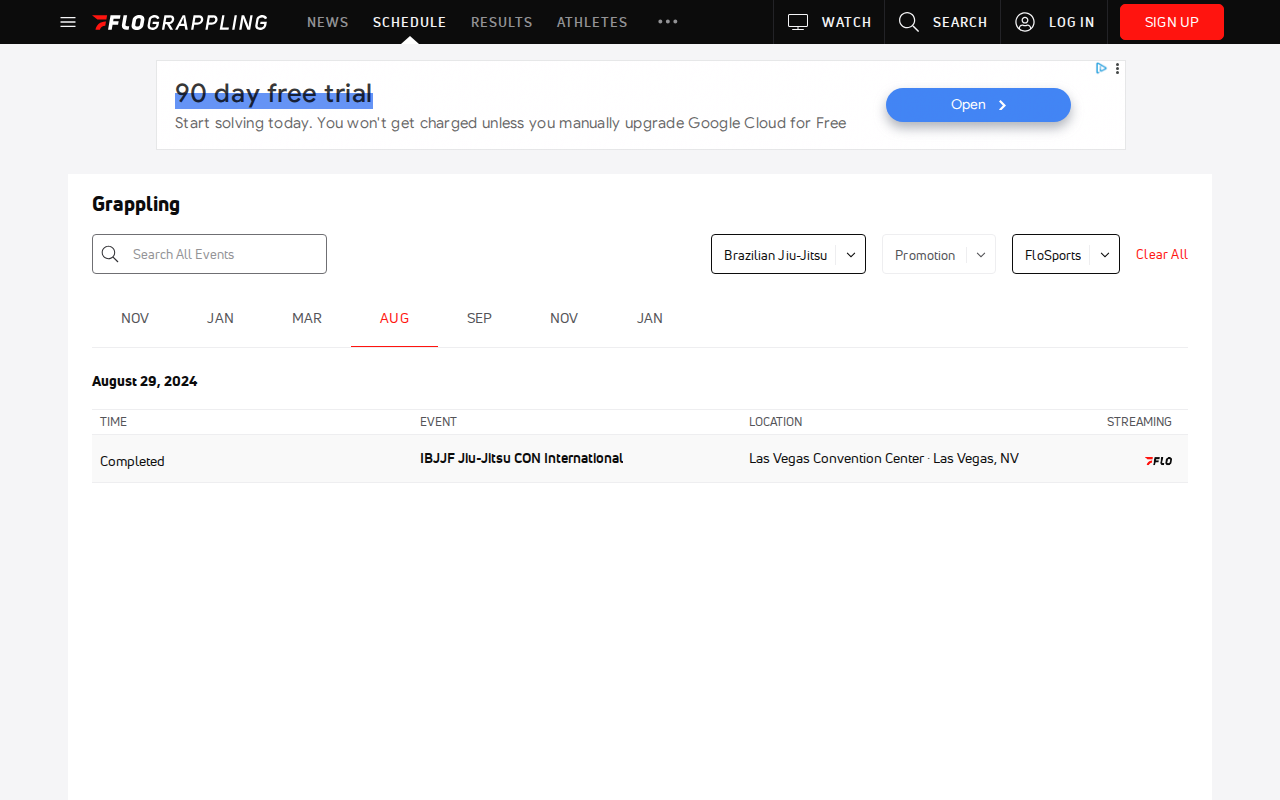 FLOGRAPPLING NEWS SCHEDULE RESULTS ATHLETES WATCH SEARCH LOG IN SIGN UP
90 day free trial
Start solving today. You won't get charged unless you manually upgrade Google Cloud for Free
Open
Grappling
Search All Events
Brazilian Jiu-Jitsu
Promotion
FloSports
Clear All
NOV JAN MAR AUG SEP NOV JAN
August 29, 2024
TIME EVENT LOCATION STREAMING
Completed IBJJF Jiu-Jitsu CON International Las Vegas Convention Center · Las Vegas, NV FLO